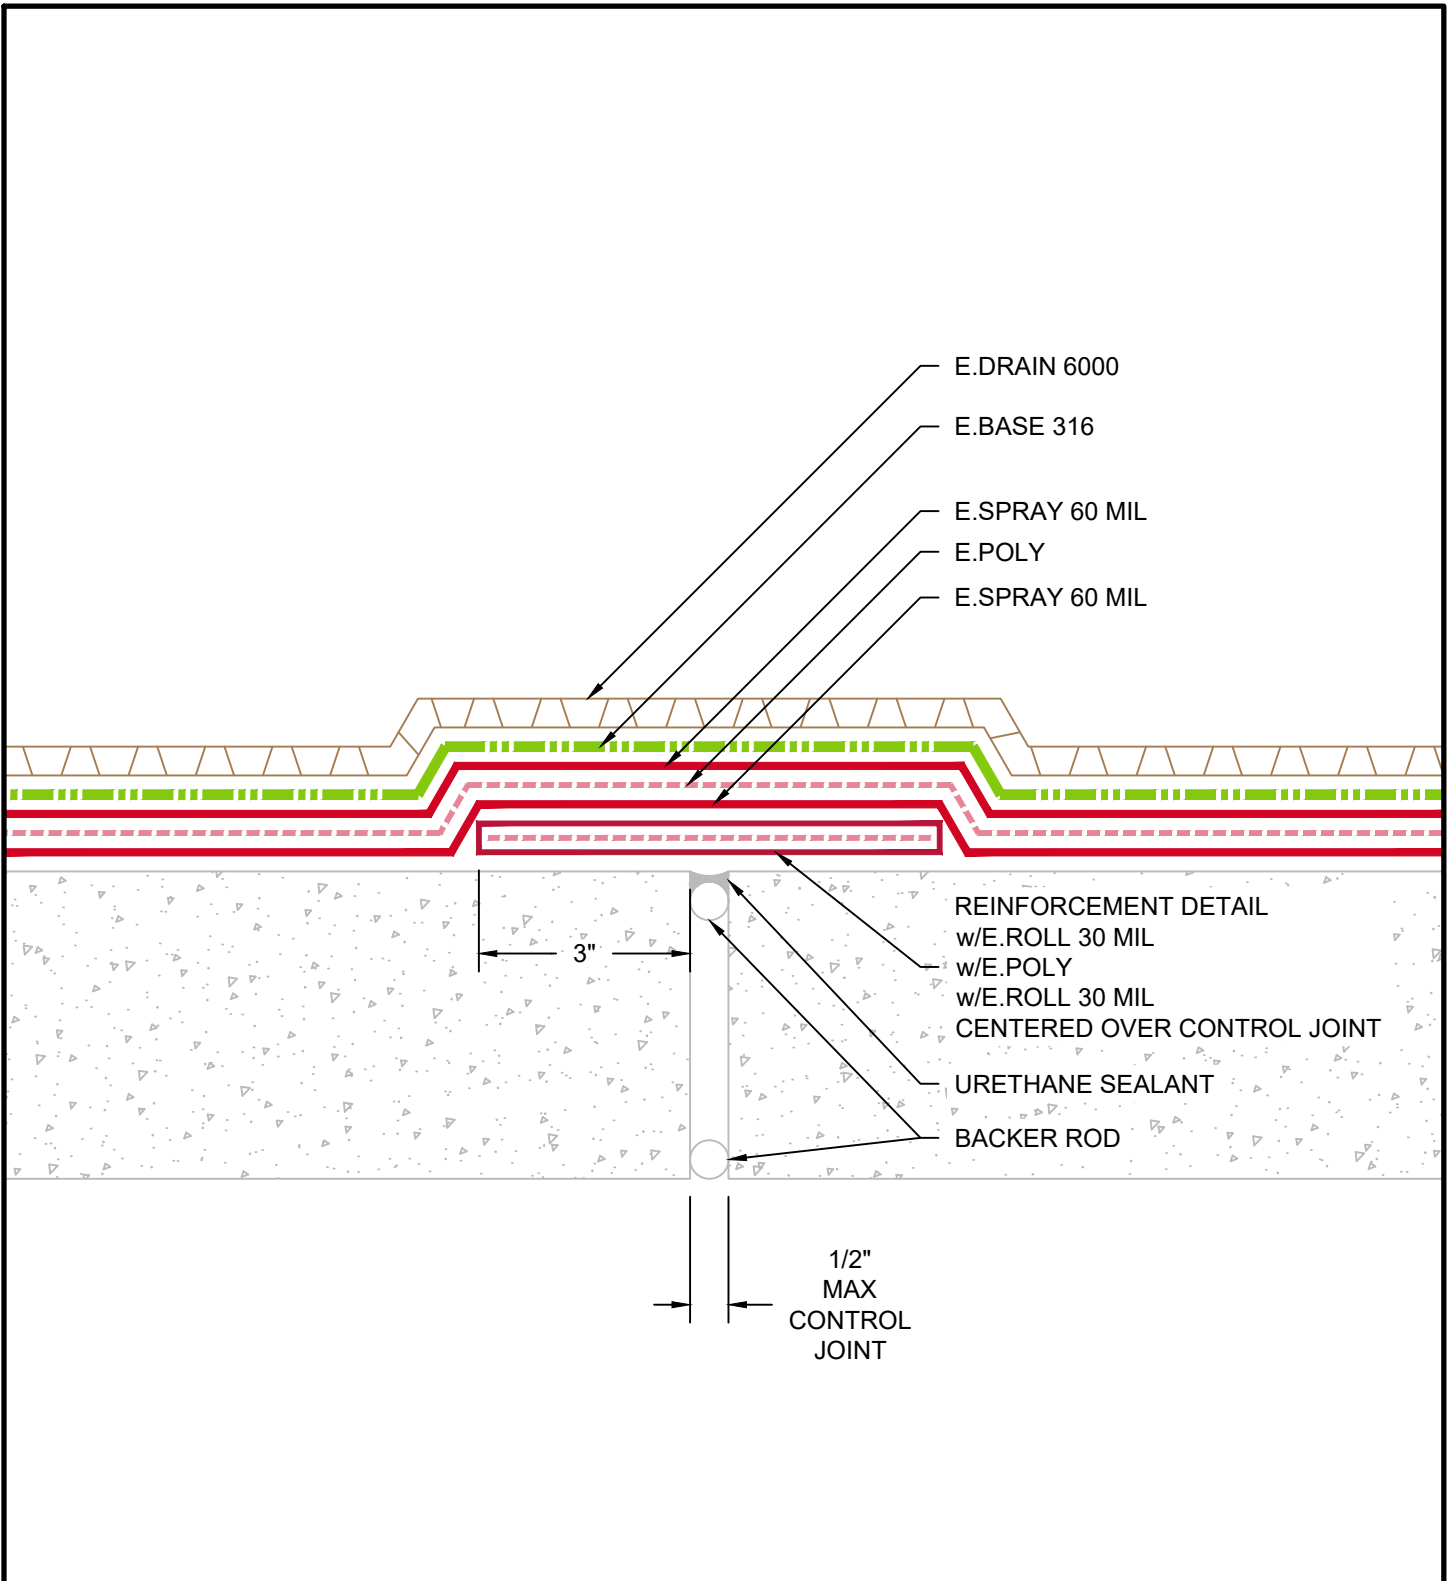 E.DRAIN 6000
E.BASE 316
E.SPRAY 60 MIL
E.POLY
E.SPRAY 60 MIL
REINFORCEMENT DETAIL
w/E.ROLL 30 MIL
w/E.POLY
w/E.ROLL 30 MIL
CENTERED OVER CONTROL JOINT
3"
URETHANE SEALANT
BACKER ROD
1/2"
MAX
CONTROL
JOINT